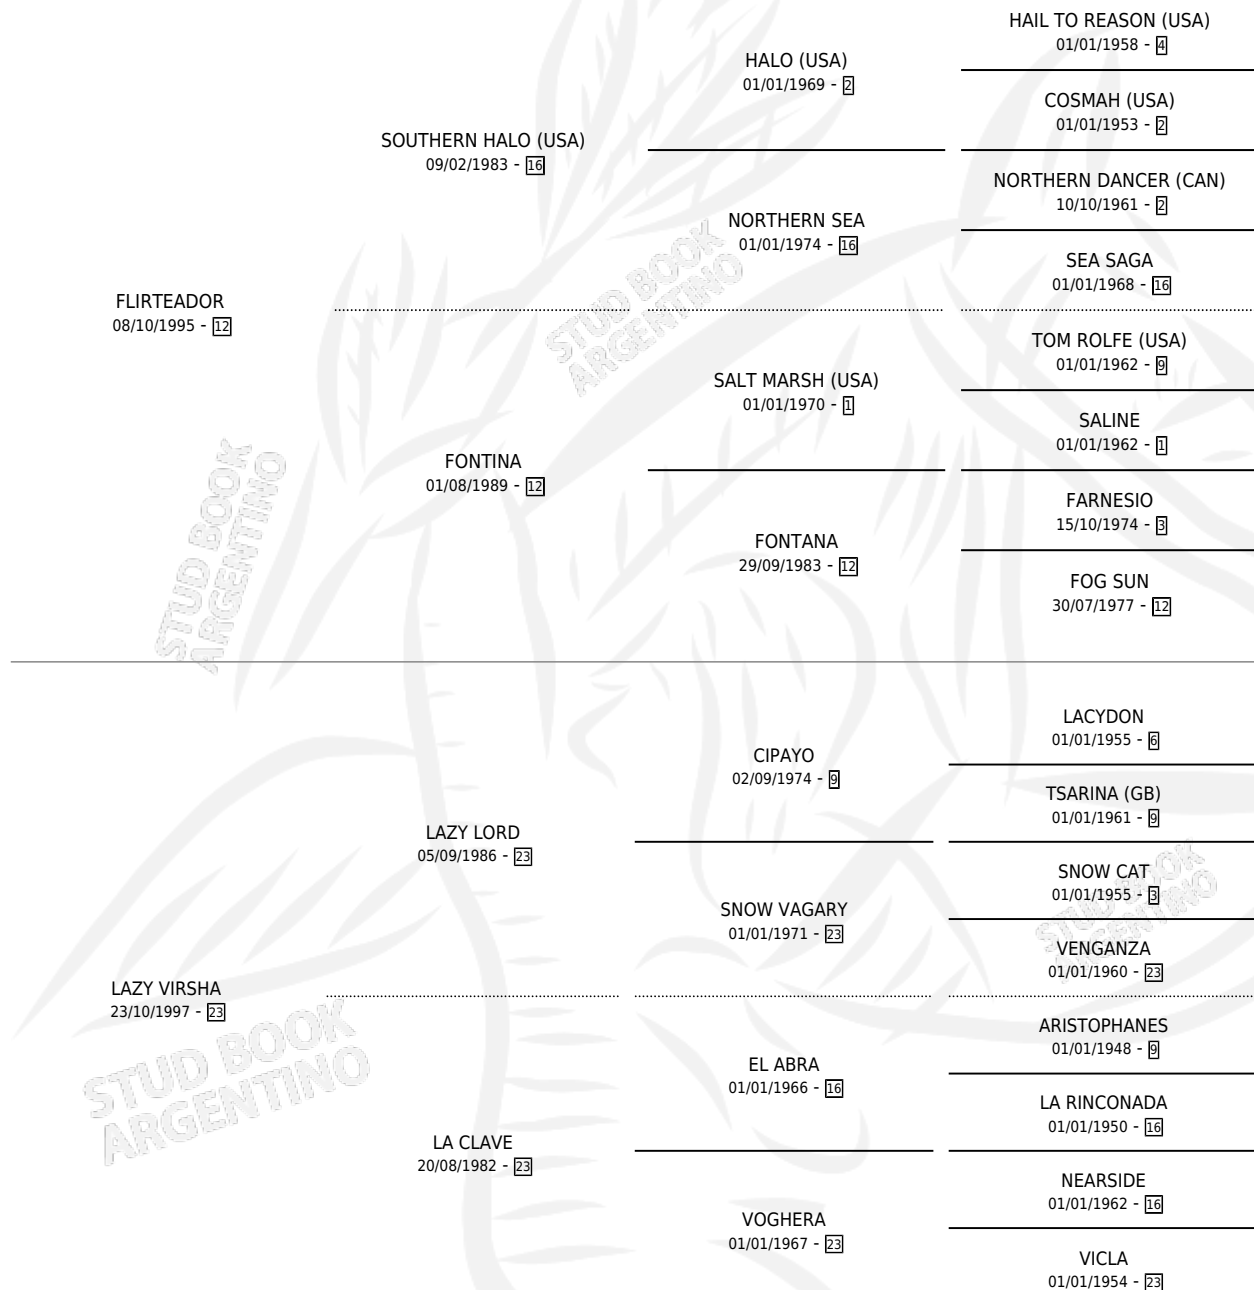 HAIL TO REASON (USA)
01/01/1958 - 4
HALO (USA)
01/01/1969 - 2
COSMAH (USA)
01/01/1953 - 2
SOUTHERN HALO (USA)
09/02/1983 - 16
NORTHERN DANCER (CAN)
10/10/1961 - 2
NORTHERN SEA
01/01/1974 - 16
SEA SAGA
01/01/1968 - 16
FLIRTEADOR
08/10/1995 - 12
TOM ROLFE (USA)
01/01/1962 - 9
SALT MARSH (USA)
01/01/1970 - 1
SALINE
01/01/1962 - 1
FONTINA
01/08/1989 - 12
FARNESIO
15/10/1974 - 3
FONTANA
29/09/1983 - 12
FOG SUN
30/07/1977 - 12
LACYDON
01/01/1955 - 6
CIPAYO
02/09/1974 - 9
TSARINA (GB)
01/01/1961 - 9
LAZY LORD
05/09/1986 - 23
SNOW CAT
01/01/1955 - 3
SNOW VAGARY
01/01/1971 - 23
VENGANZA
01/01/1960 - 23
LAZY VIRSHA
23/10/1997 - 23
ARISTOPHANES
01/01/1948 - 9
EL ABRA
01/01/1966 - 16
LA RINCONADA
01/01/1950 - 16
LA CLAVE
20/08/1982 - 23
NEARSIDE
01/01/1962 - 16
VOGHERA
01/01/1967 - 23
VICLA
01/01/1954 - 23
STUD BOOK
ARGENTINO
STUD BOOK
ARGENTINO
STUD BOOK
ARGENTINO
STUD BOOK
ARGENTINO